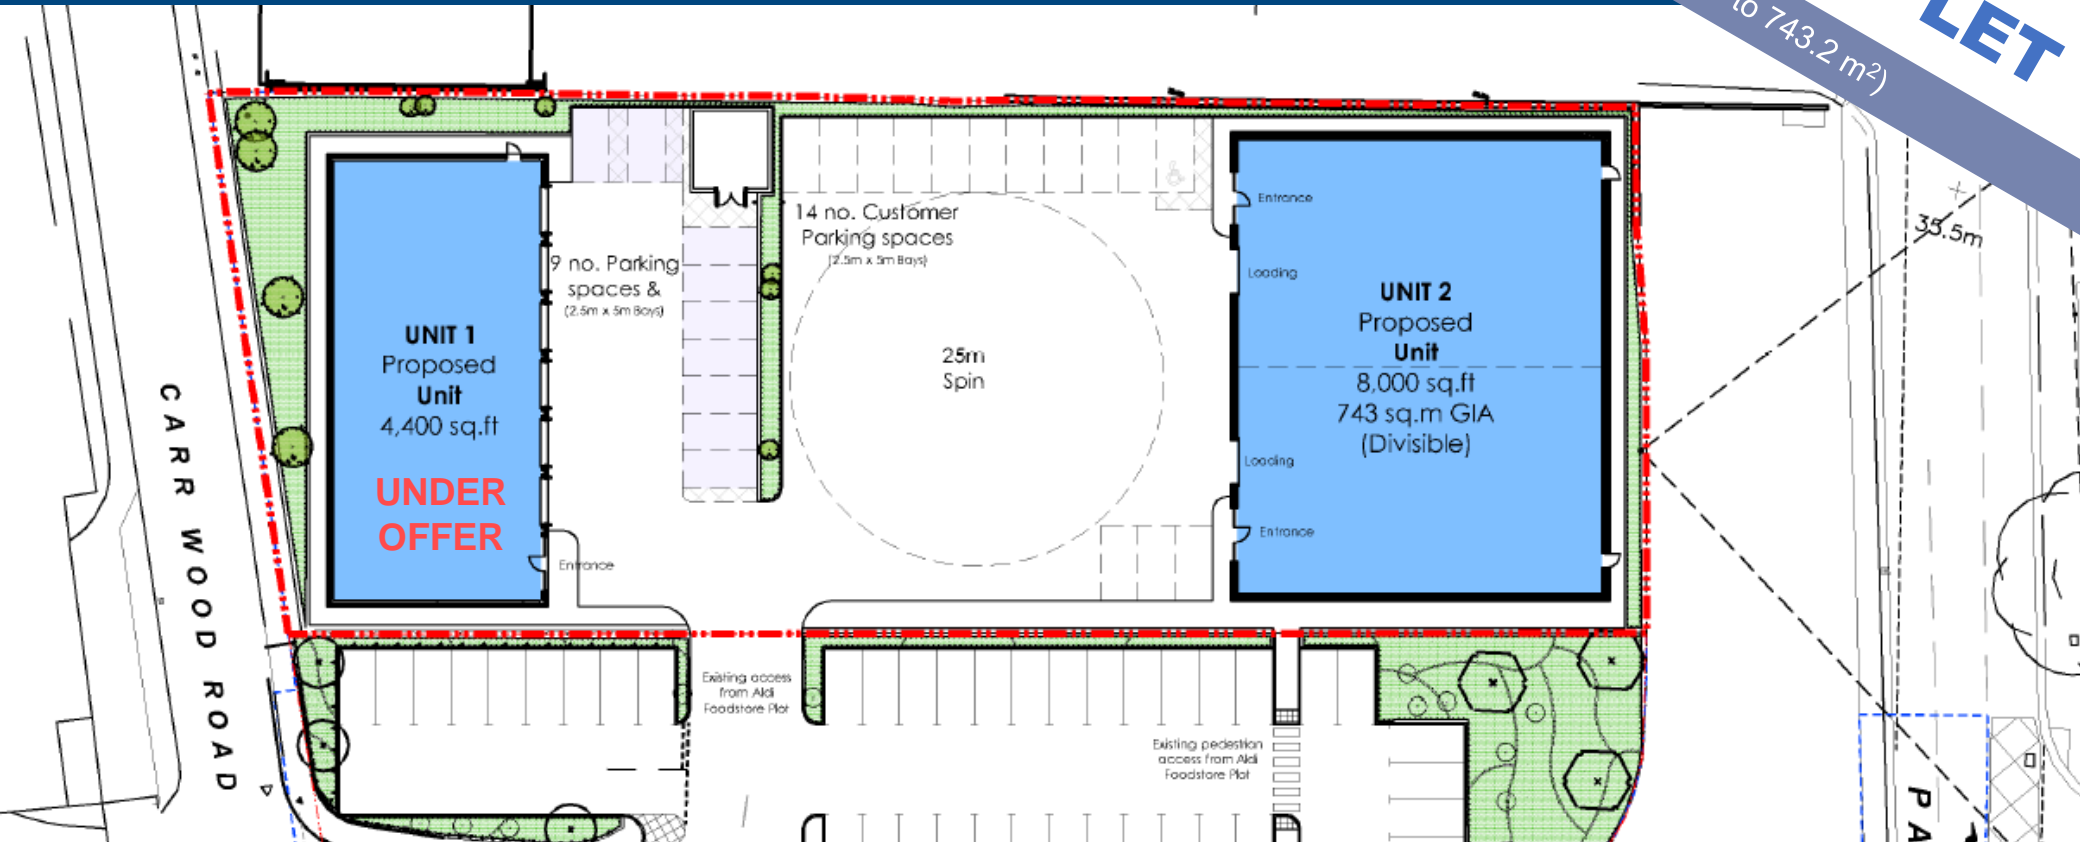 LET
to 743.2 m²)
35.5m
14 no. Customer
Parking spaces
(2.5m x 5m Bays)
9 no. Parking
spaces &
(2.5m x 5m Bays)
Entrance
Loading
UNIT 1
Proposed
Unit
4,400 sq.ft
UNDER
OFFER
25m
Spin
UNIT 2
Proposed
Unit
8,000 sq.ft
743 sq.m GIA
(Divisible)
Loading
Entrance
Entrance
CARR WOOD ROAD
Existing access
from Aldi
Foodstore Plot
Existing pedestrian
access from Aldi
Foodstore Plot
PA